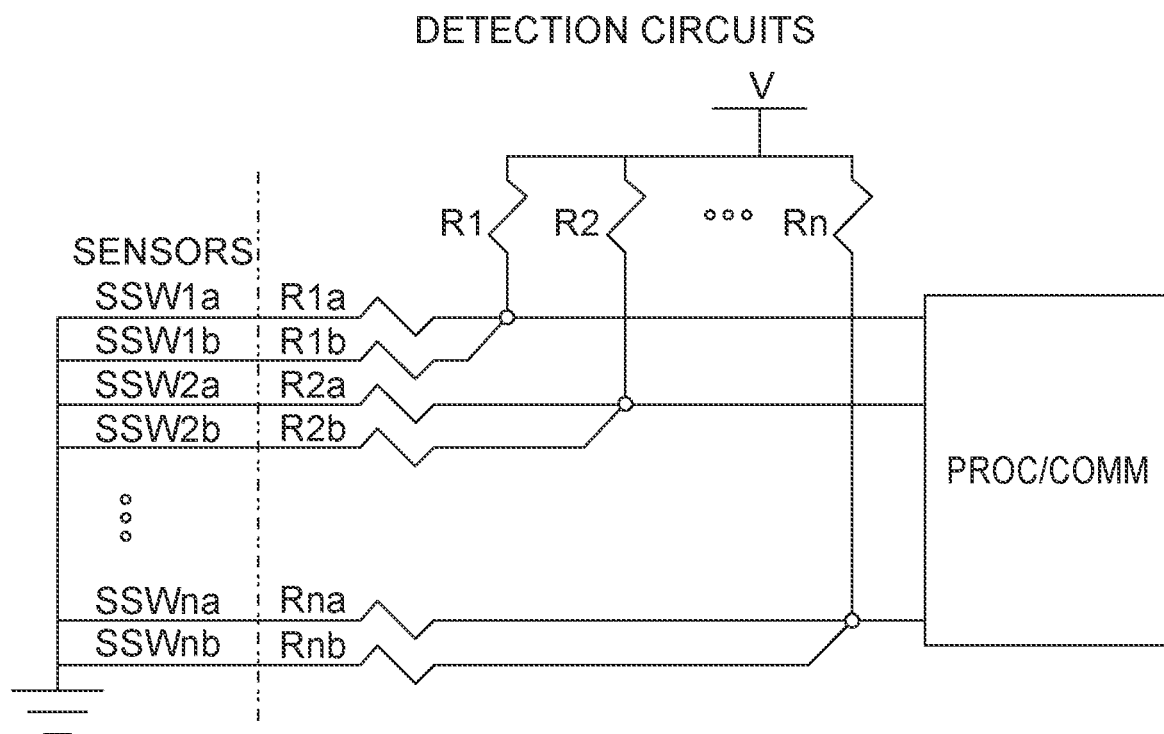 DETECTION CIRCUITS
V
R1 R2 ooo Rn
SENSORS
SSW1a R1a
SSW1b R1b
SSW2a R2a
SSW2b R2b
PROC/COMM
SSWna Rna
SSWnb Rnb